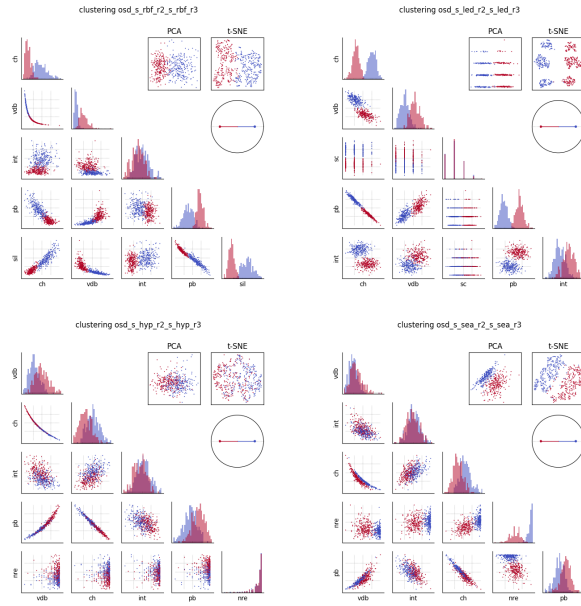 clustering osd_s_rbf_r2_s_rbf_r3
PCA
t-SNE
ch
vdb
int
pb
sil
ch
vdb
int
pb
sil
clustering osd_s_led_r2_s_led_r3
PCA
t-SNE
ch
vdb
sc
pb
int
ch
vdb
sc
pb
int
clustering osd_s_hyp_r2_s_hyp_r3
PCA
t-SNE
vdb
ch
int
pb
nre
vdb
ch
int
pb
nre
clustering osd_s_sea_r2_s_sea_r3
PCA
t-SNE
vdb
int
ch
nre
pb
vdb
int
ch
nre
pb